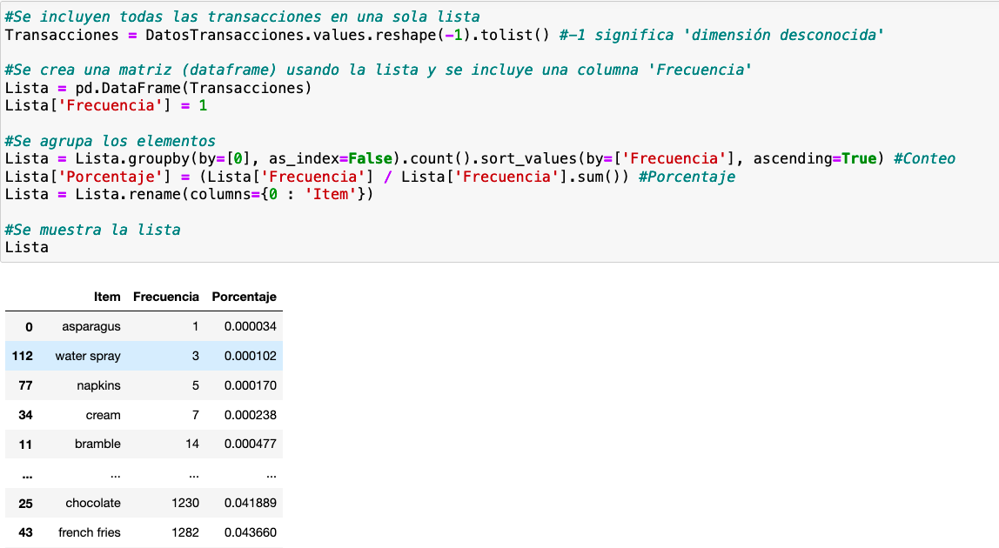 #Se incluyen todas las transacciones en una sola lista
Transacciones = DatosTransacciones.values.reshape(-1).tolist() #-1 significa 'dimensión desconocida'
#Se crea una matriz (dataframe) usando la lista y se incluye una columna 'Frecuencia'
Lista = pd.DataFrame(Transacciones)
Lista['Frecuencia'] = 1
#Se agrupa los elementos
Lista = Lista.groupby(by=[0], as_index=False).count().sort_values(by=['Frecuencia'], ascending=True) #Conteo
Lista['Porcentaje'] = (Lista['Frecuencia'] / Lista['Frecuencia'].sum()) #Porcentaje
Lista = Lista.rename(columns={0 : 'Item'})
#Se muestra la lista
Lista
Item Frecuencia Porcentaje
0 asparagus 1 0.000034
112 water spray 3 0.000102
77 napkins 5 0.000170
34 cream 7 0.000238
11 bramble 14 0.000477
... ... ... ...
25 chocolate 1230 0.041889
43 french fries 1282 0.043660